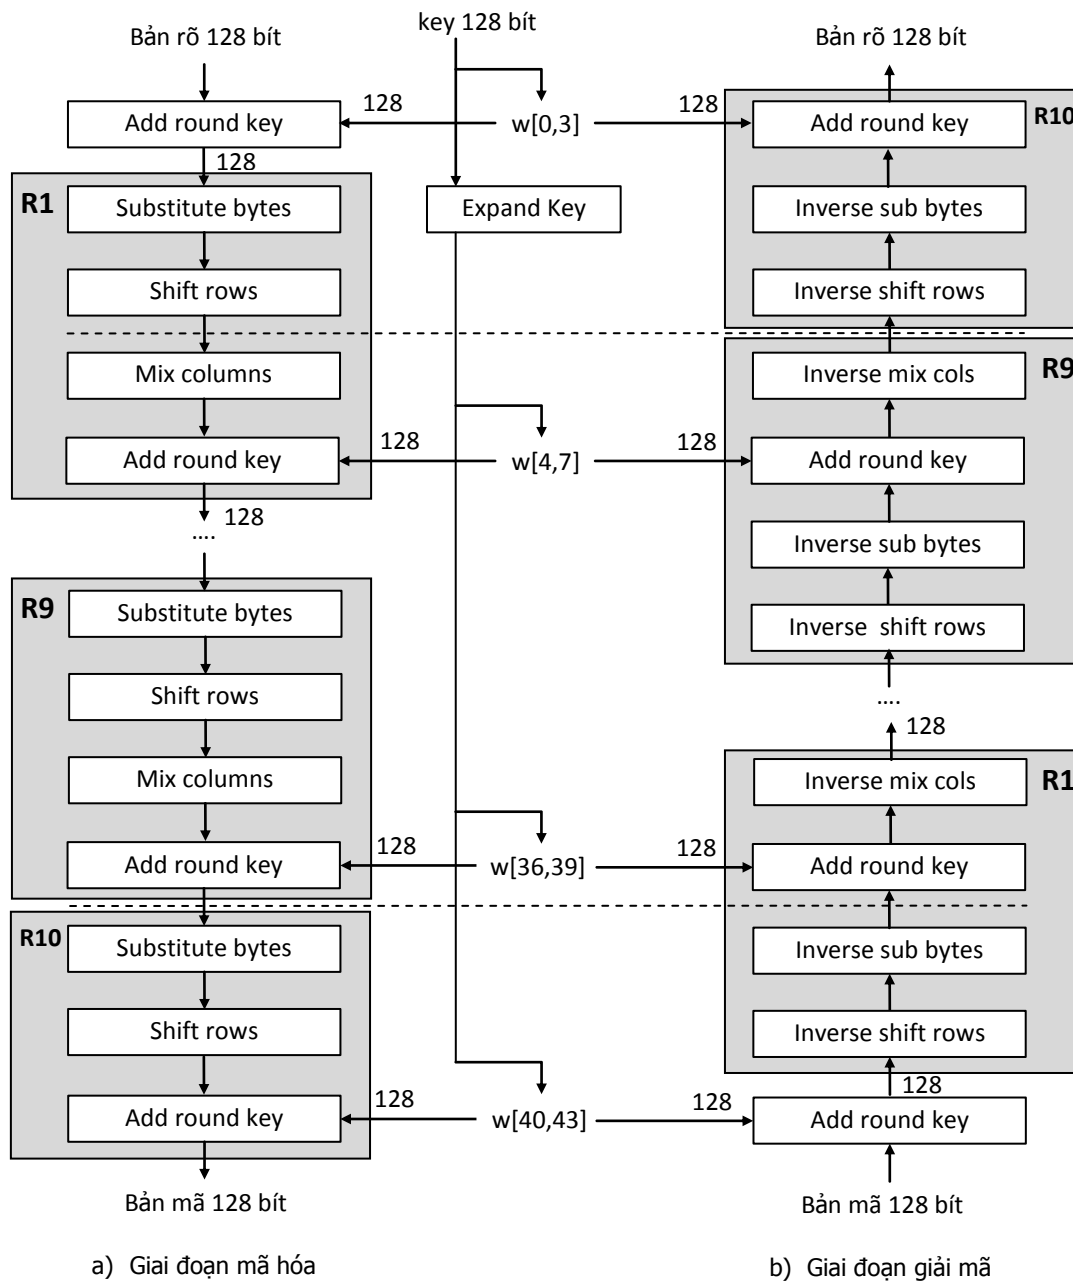 Bản rõ 128 bít
key 128 bít
Bản rõ 128 bít
Add round key
128
w[0,3]
128
Add round key
R10
128
R1
Substitute bytes
Expand Key
Inverse sub bytes
Shift rows
Inverse shift rows
Mix columns
Inverse mix cols
R9
Add round key
128
w[4,7]
128
Add round key
128
....
Inverse sub bytes
R9
Substitute bytes
Inverse shift rows
Shift rows
....
128
Mix columns
Inverse mix cols
R1
Add round key
128
w[36,39]
128
Add round key
R10
Substitute bytes
Inverse sub bytes
Shift rows
Inverse shift rows
128
Add round key
128
w[40,43]
128
Add round key
Bản mã 128 bít
Bản mã 128 bít
a) Giai đoạn mã hóa
b) Giai đoạn giải mã